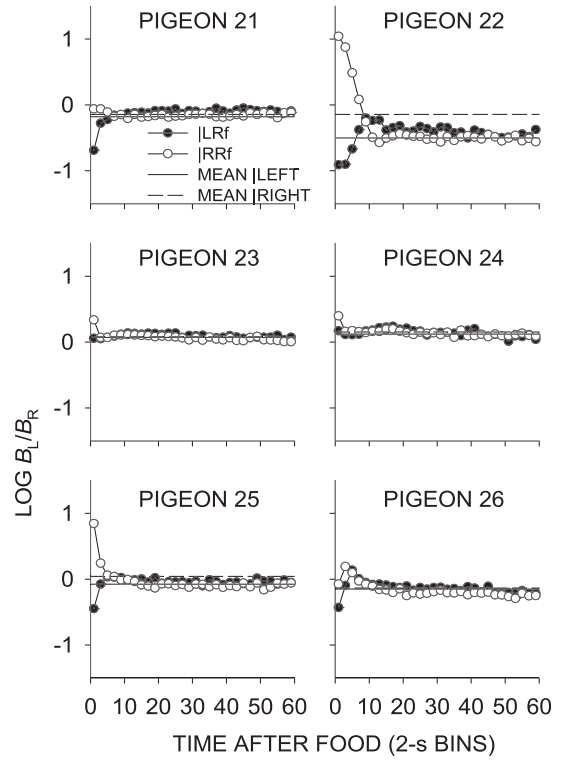 PIGEON 21
PIGEON 22
1
0
-1
|LRf
|RRf
MEAN |LEFT
MEAN |RIGHT
PIGEON 23
PIGEON 24
1
0
-1
LOG B_L/B_R
PIGEON 25
PIGEON 26
1
0
-1
0 10 20 30 40 50 60
0 10 20 30 40 50 60
TIME AFTER FOOD (2-s BINS)